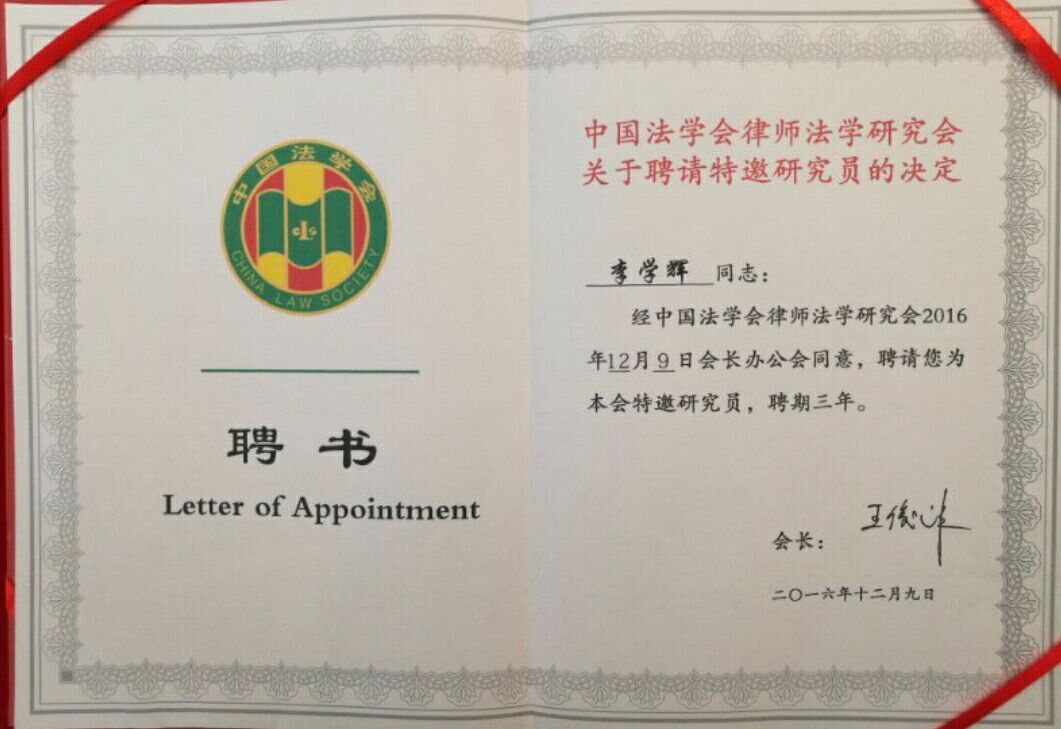 中国法学会
CLS
CHINA LAW SOCIETY
聘书
Letter of Appointment
中国法学会律师法学研究会
关于聘请特邀研究员的决定
李学辉 同志：
经中国法学会律师法学研究会2016
年12月9日会长办公会同意，聘请您为
本会特邀研究员，聘期三年。
会长：
二〇一六年十二月九日